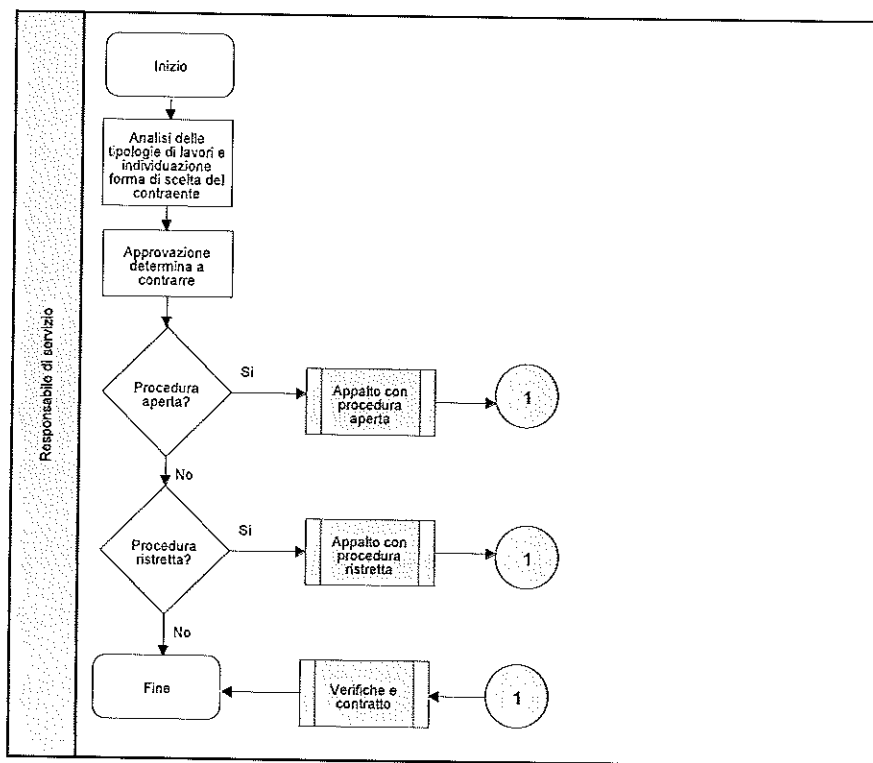 Responsabile di servizio
Inizio
Analisi delle
tipologie di lavori e
individuazione
forma di scelta del
contraente
Approvazione
determina a
contrarre
Procedura
aperta?
Si
Appalto con
procedura
aperta
1
No
Procedura
ristretta?
Si
Appalto con
procedura
ristretta
1
No
Fine
Verifiche e
contratto
1